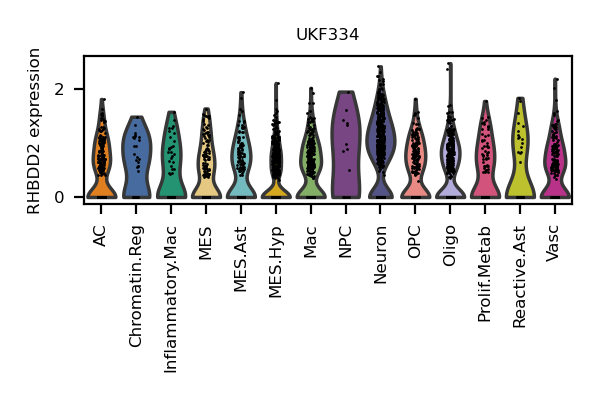 UKF334
RHBDD2 expression
2
0
AC
Chromatin.Reg
Inflammatory.Mac
MES
MES.Ast
MES.Hyp
Mac
NPC
Neuron
OPC
Oligo
Prolif.Metab
Reactive.Ast
Vasc